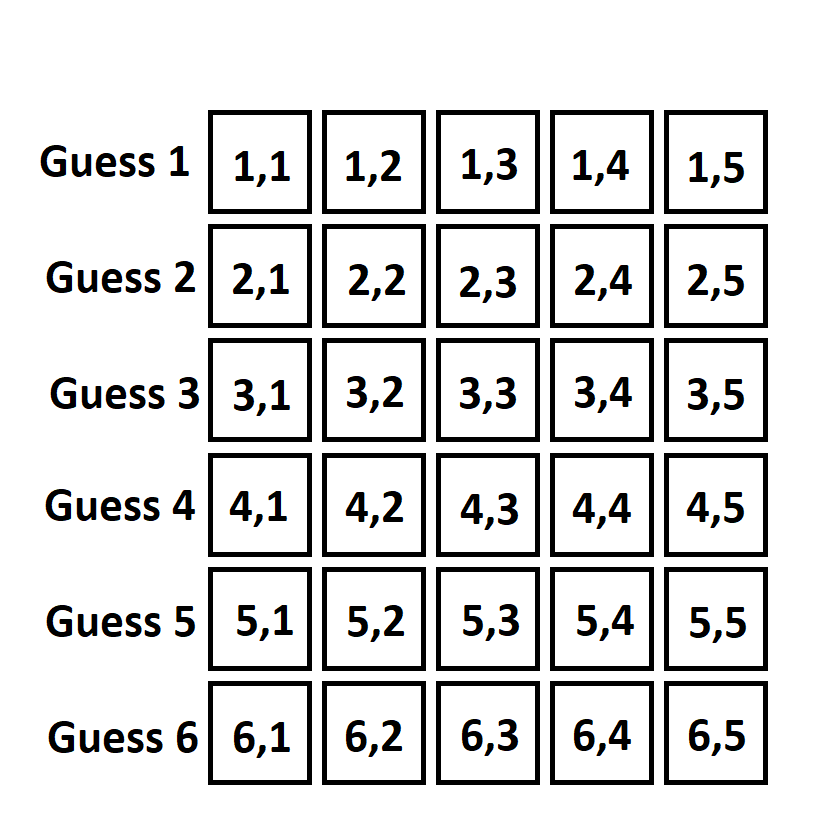 Guess 1 1,1 1,2 1,3 1,4 1,5
Guess 2 2,1 2,2 2,3 2,4 2,5
Guess 3 3,1 3,2 3,3 3,4 3,5
Guess 4 4,1 4,2 4,3 4,4 4,5
Guess 5 5,1 5,2 5,3 5,4 5,5
Guess 6 6,1 6,2 6,3 6,4 6,5